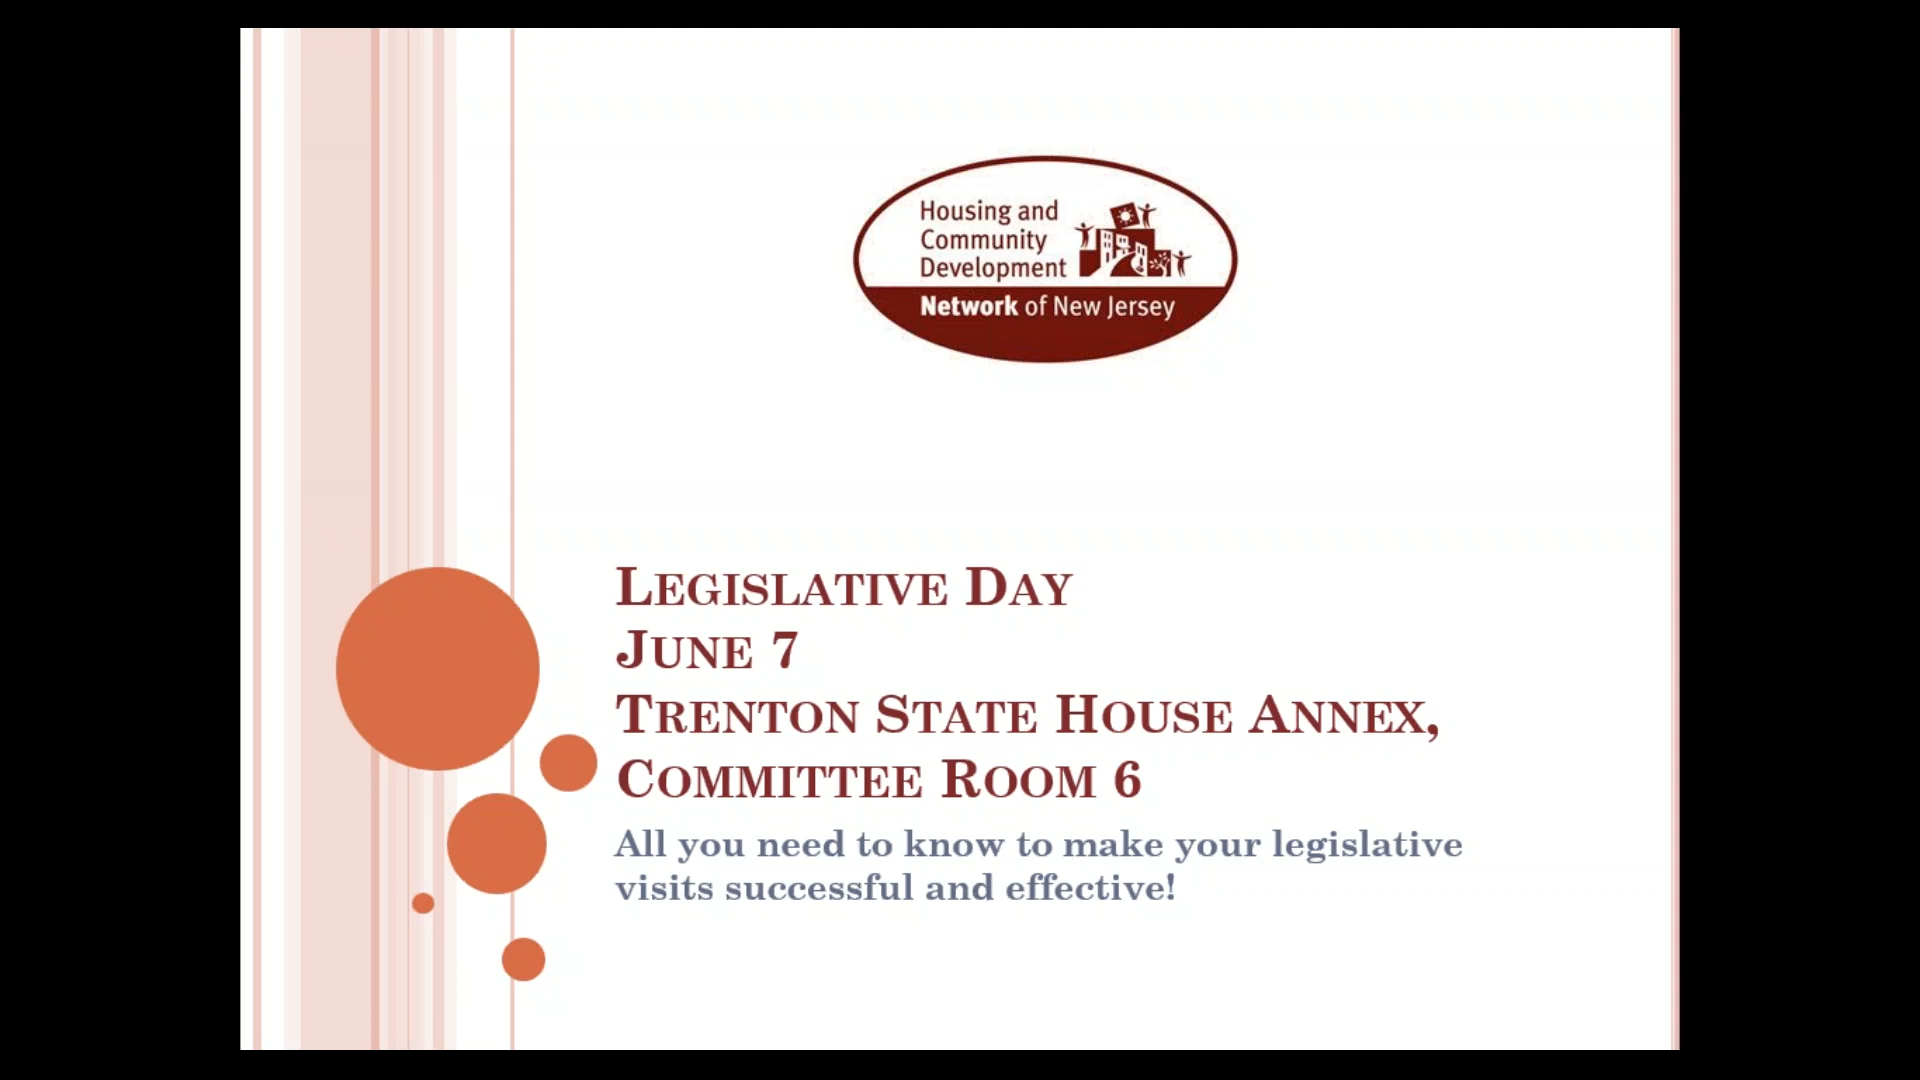 Housing and
Community
Development
Network of New Jersey
LEGISLATIVE DAY
JUNE 7
TRENTON STATE HOUSE ANNEX,
COMMITTEE ROOM 6
All you need to know to make your legislative
visits successful and effective!